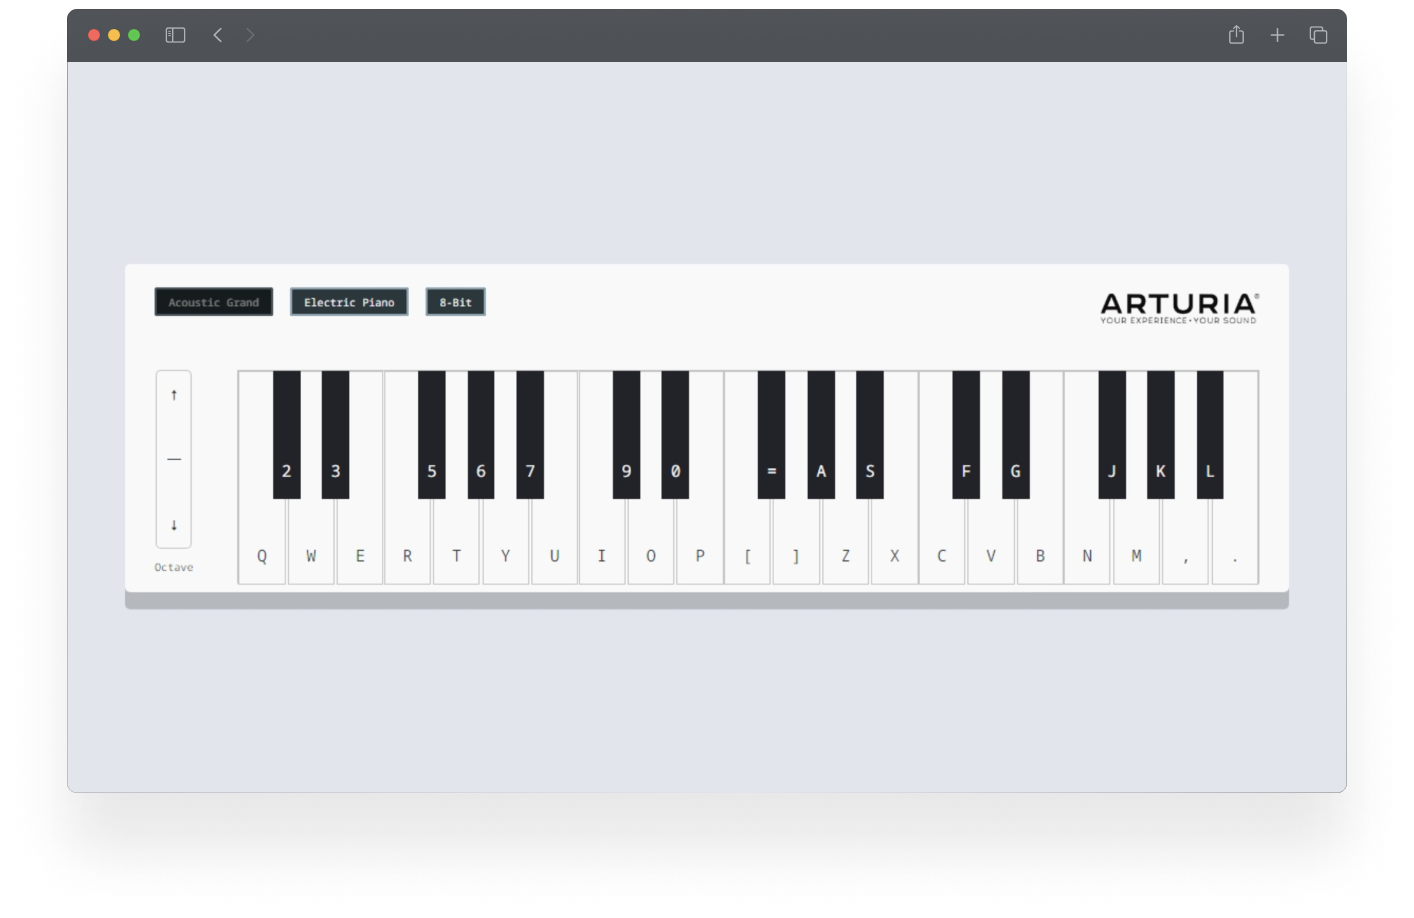 Acoustic Grand
Electric Piano
8-Bit
ARTURIA®
YOUR EXPERIENCE • YOUR SOUND
↑
—
↓
Octave
2 3 5 6 7 9 0 = A S F G J K L
Q W E R T Y U I O P [ ] Z X C V B N M , .